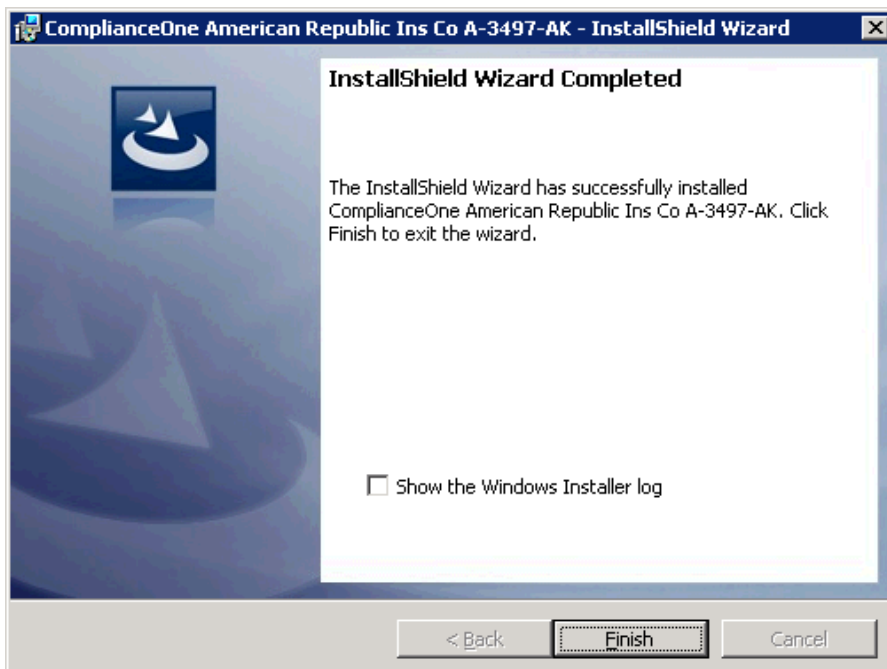 ComplianceOne American Republic Ins Co A-3497-AK - InstallShield Wizard
InstallShield Wizard Completed
The InstallShield Wizard has successfully installed
ComplianceOne American Republic Ins Co A-3497-AK. Click
Finish to exit the wizard.
Show the Windows Installer log
< Back Finish Cancel